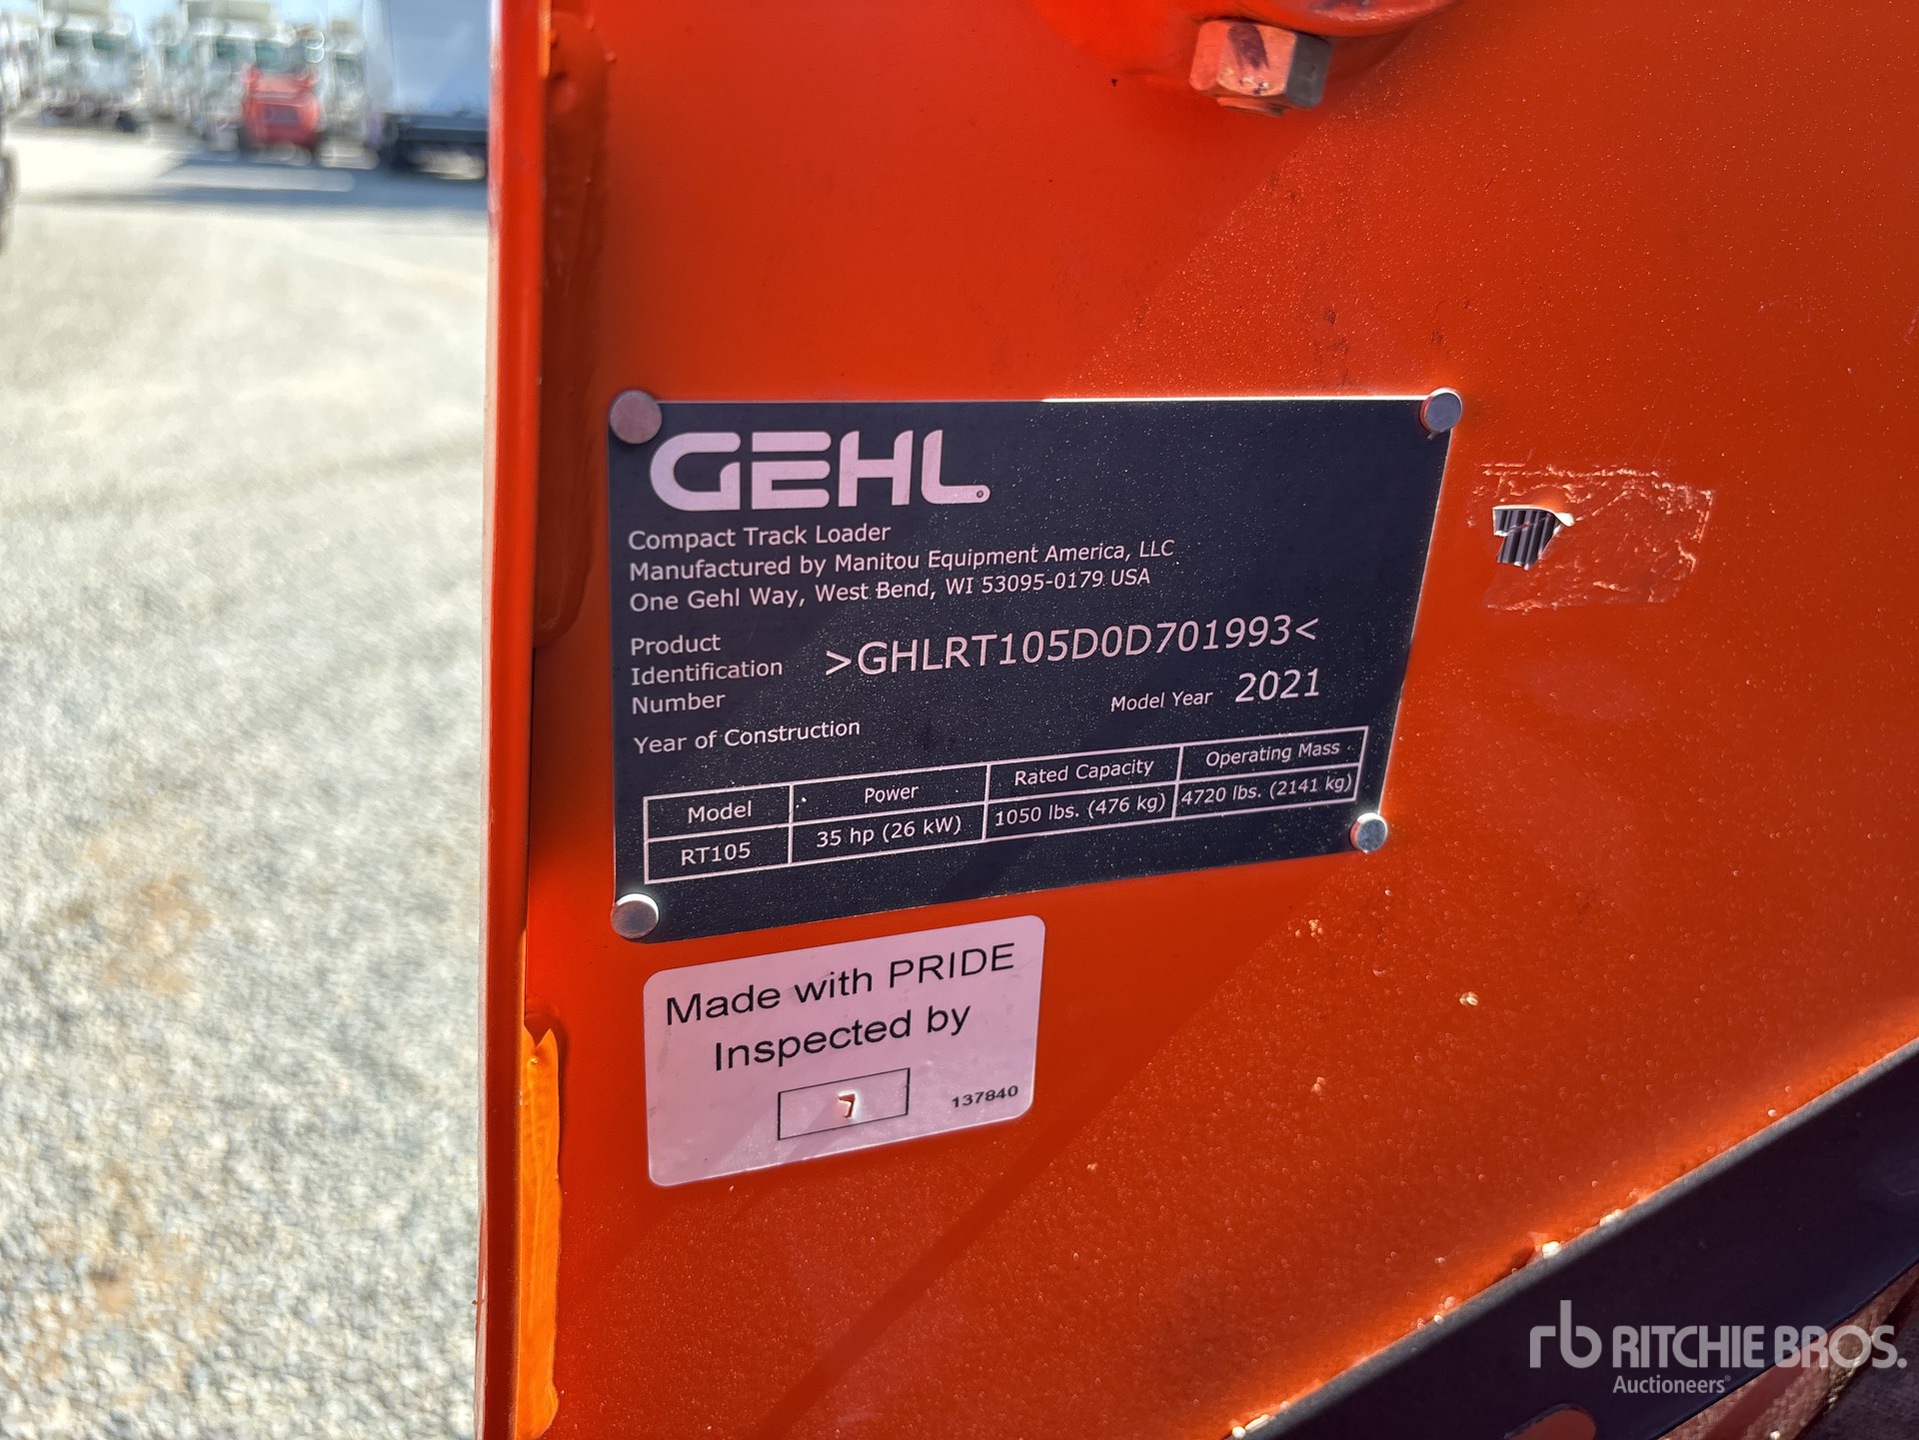 GEHL
Compact Track Loader
Manufactured by Manitou Equipment America, LLC
One Gehl Way, West Bend, WI 53095-0179 USA
Product
Identification
Number
>GHLRT105D0D701993<
Model Year 2021
Year of Construction
Model Power Rated Capacity Operating Mass
RT105 35 hp (26 kW) 1050 lbs. (476 kg) 4720 lbs. (2141 kg)
Made with PRIDE
Inspected by
7 137840
rb RITCHIE BROS.
Auctioneers